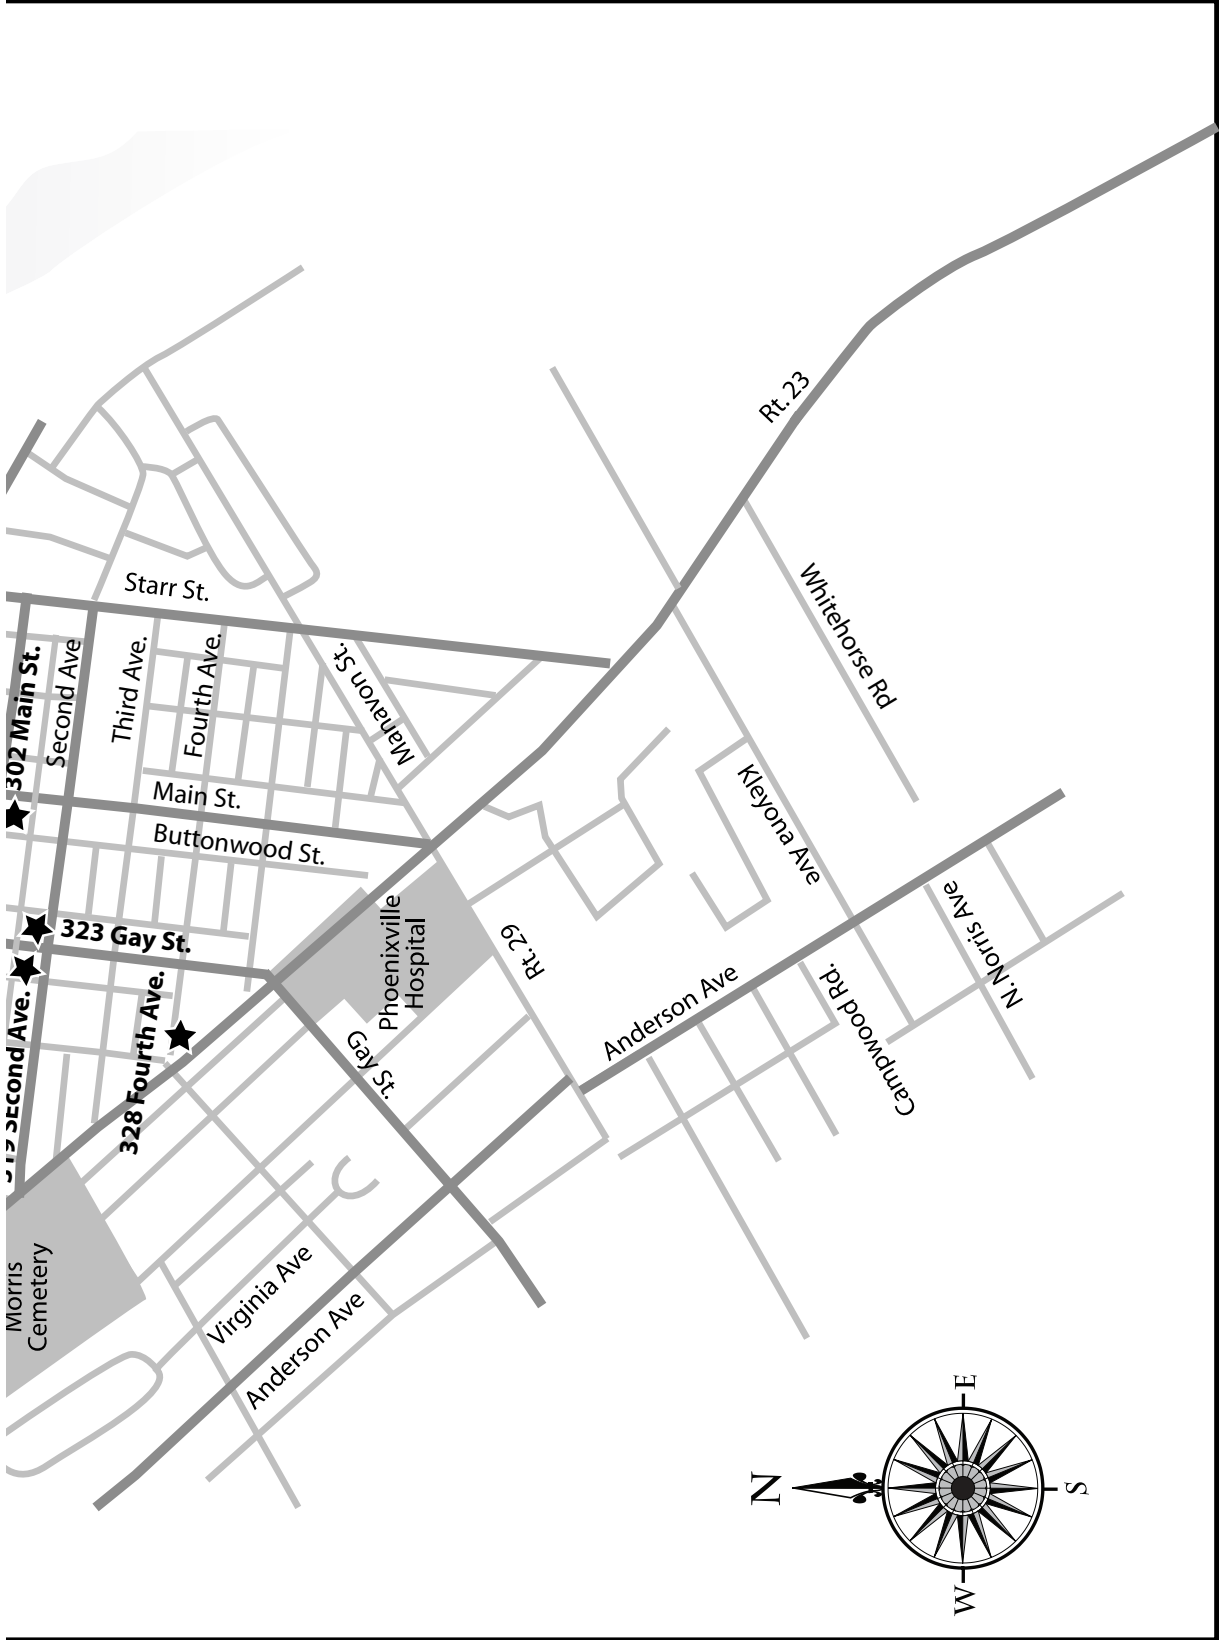 Rt. 23
Starr St.
Whitehorse Rd
302 Main St.
Second Ave
Third Ave.
Fourth Ave.
Manavon St.
Main St.
Buttonwood St.
Kleyona Ave
323 Gay St.
Phoenixville
Hospital
Rt. 29
N. Norris Ave
Anderson Ave
Campwood Rd.
SEcond Ave.
328 Fourth Ave.
Gay St.
Morris
Cemetery
Virginia Ave
Anderson Ave
N
E
S
W